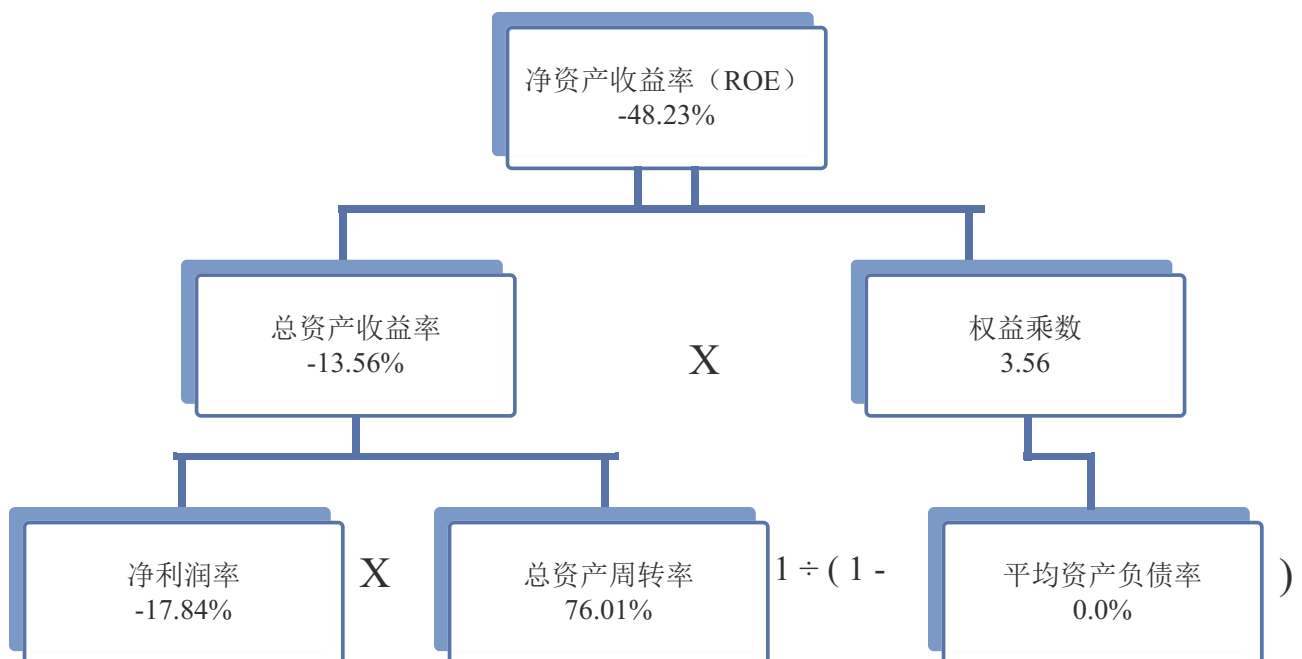 净资产收益率（ROE）
-48.23%
总资产收益率
-13.56%
X
权益乘数
3.56
净利润率
-17.84%
X
总资产周转率
76.01%
1 ÷ ( 1 -
平均资产负债率
0.0%
)